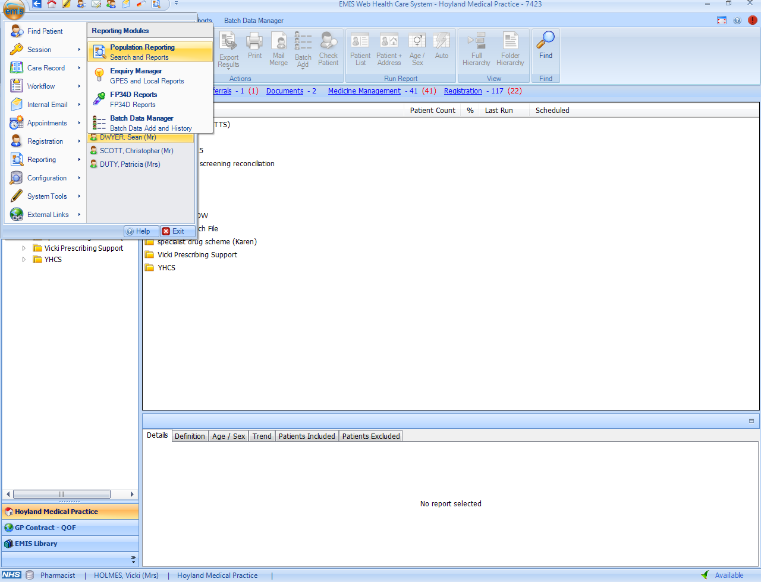 EMIS Web Health Care System - Hoyland Medical Practice - 7423
EMIS
Batch Data Manager
Find Patient
Session
Care Record
Workflow
Internal Email
Appointments
Registration
Reporting
Configuration
System Tools
External Links
Reporting Modules
Population Reporting
Search and Reports
Enquiry Manager
GPES and Local Reports
FP34D Reports
FP34D Reports
Batch Data Manager
Batch Data Add and History
DWYER, Sean (Mr)
SCOTT, Christopher (Mr)
DUTY, Patricia (Mrs)
Help
Exit
Export Results
Print
Mail Merge
Batch Add
Check Patient
Actions
Patient List
Patient + Address
Age / Sex
Auto
Run Report
Full Hierarchy
Folder Hierarchy
View
Find
Find
errals - 1 (1) Documents - 2 Medicine Management - 41 (41) Registration - 117 (22)
Patient Count % Last Run Scheduled
TTS)
5
screening reconciliation
OW
ch File
specialist drug scheme (Karen)
Vicki Prescribing Support
YHCS
Vicki Prescribing Support
YHCS
Details Definition Age / Sex Trend Patients Included Patients Excluded
No report selected
Hoyland Medical Practice
GP Contract - QOF
EMIS Library
NHS Pharmacist | HOLMES, Vicki (Mrs) | Hoyland Medical Practice |
Available